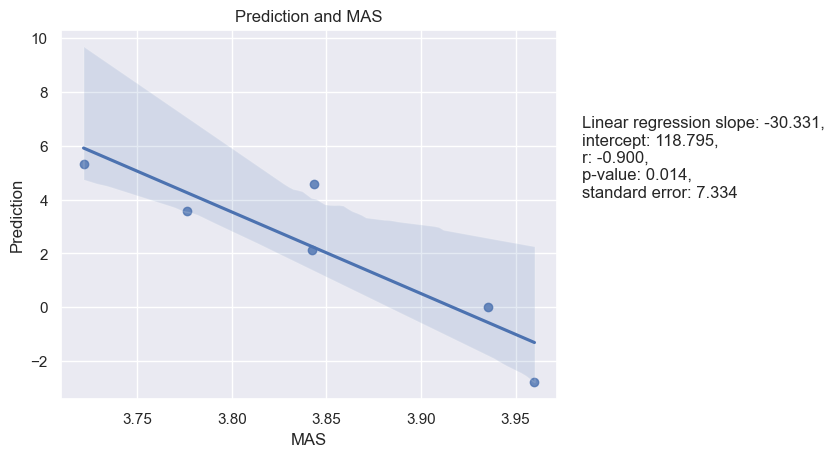 Prediction and MAS
10
8
6
4
2
0
−2
Prediction
3.75
3.80
3.85
3.90
3.95
MAS
Linear regression slope: -30.331,
intercept: 118.795,
r: -0.900,
p-value: 0.014,
standard error: 7.334